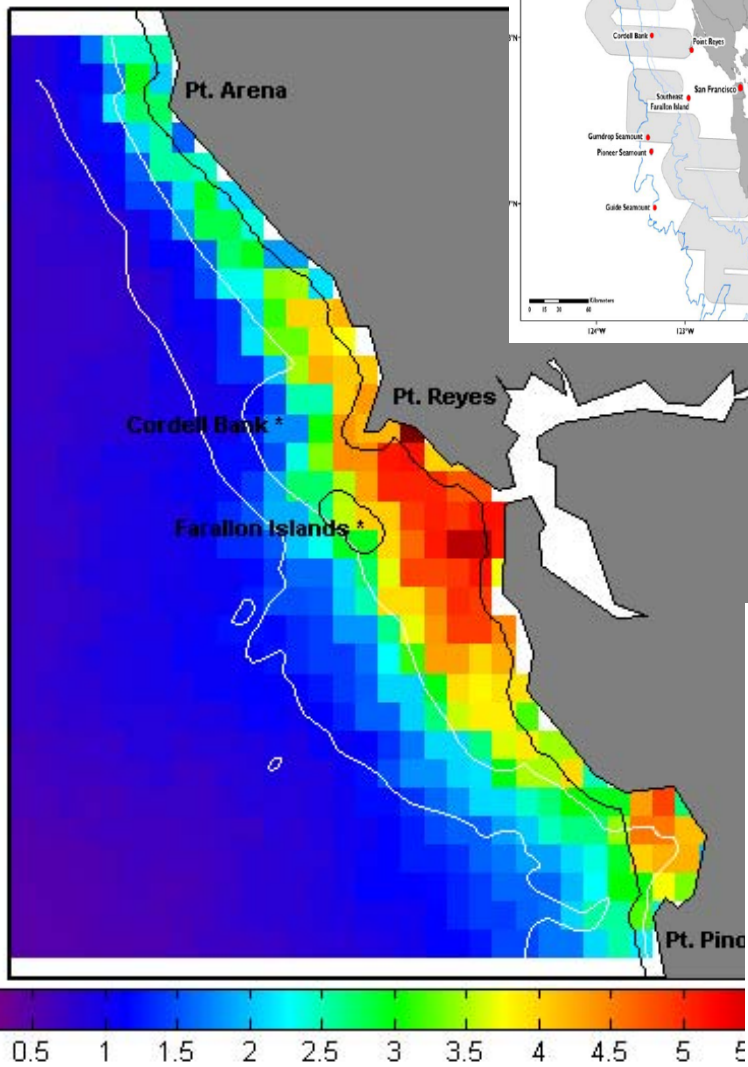 Cordell Bank
Point Reyes
San Francisco
Southeast
Farallon Island
Gumdrop Seamount
Pioneer Seamount
Guide Seamount
Kilometers
124°W
123°W
Pt. Arena
Pt. Reyes
Cordell Bank *
Farallon Islands *
Pt. Pino
0.5 1 1.5 2 2.5 3 3.5 4 4.5 5 5